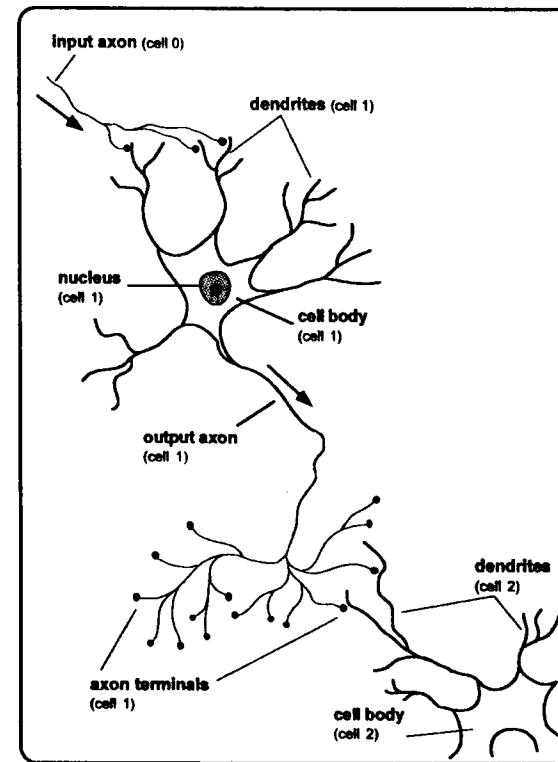 input axon (cell 0)
dendrites (cell 1)
nucleus
(cell 1)
cell body
(cell 1)
output axon
(cell 1)
dendrites
(cell 2)
axon terminals
(cell 1)
cell body
(cell 2)